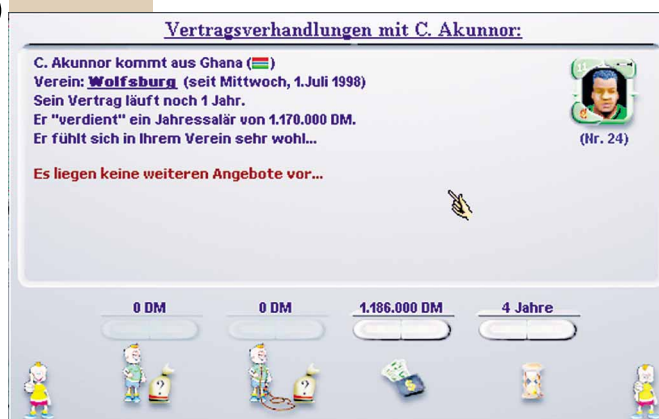 Vertragsverhandlungen mit C. Akunnor:
C. Akunnor kommt aus Ghana ( )
Verein: Wolfsburg (seit Mittwoch, 1.Juli 1998)
Sein Vertrag läuft noch 1 Jahr.
Er "verdient" ein Jahressalär von 1.170.000 DM.
Er fühlt sich in Ihrem Verein sehr wohl...
(Nr. 24)
Es liegen keine weiteren Angebote vor...
0 DM 0 DM 1.186.000 DM 4 Jahre
? ? $